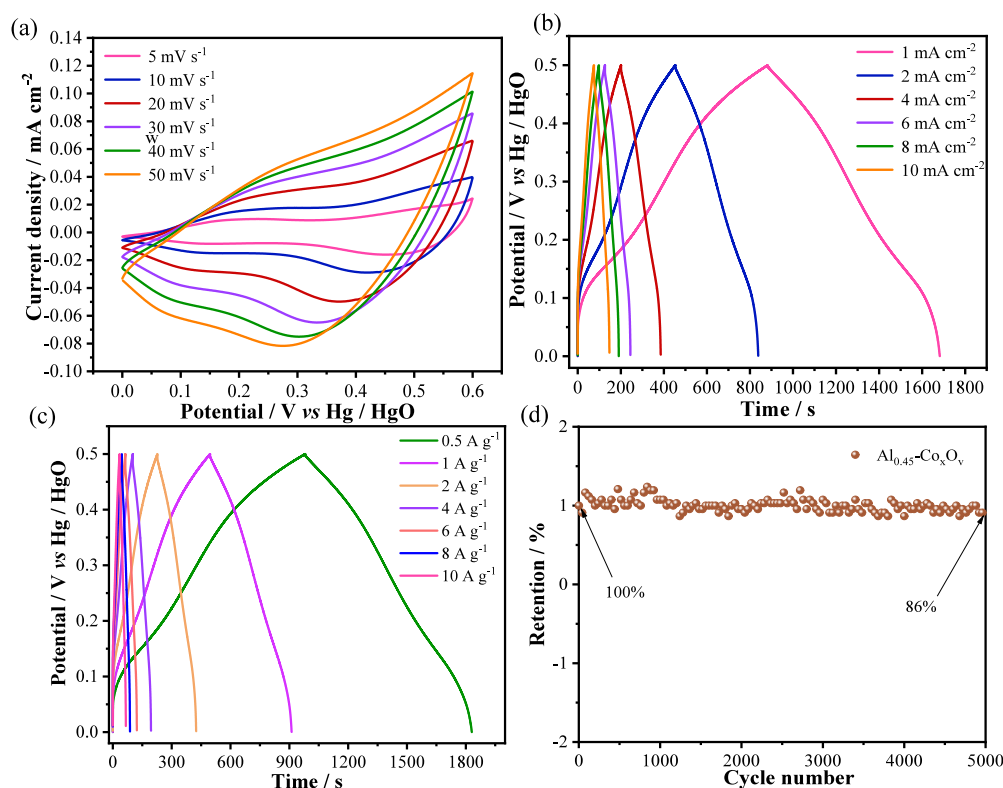 (a)
0.14
0.12
0.10
0.08
0.06
0.04
0.02
0.00
-0.02
-0.04
-0.06
-0.08
-0.10
Current density / mA cm⁻²
5 mV s⁻¹
10 mV s⁻¹
20 mV s⁻¹
30 mV s⁻¹
w
40 mV s⁻¹
50 mV s⁻¹
0.0 0.1 0.2 0.3 0.4 0.5 0.6
Potential / V vs Hg / HgO
(b)
0.5
0.4
0.3
0.2
0.1
0.0
Potential / V vs Hg / HgO
1 mA cm⁻²
2 mA cm⁻²
4 mA cm⁻²
6 mA cm⁻²
8 mA cm⁻²
10 mA cm⁻²
0 200 400 600 800 1000 1200 1400 1600 1800
Time / s
(c)
0.5
0.4
0.3
0.2
0.1
0.0
Potential / V vs Hg / HgO
0.5 A g⁻¹
1 A g⁻¹
2 A g⁻¹
4 A g⁻¹
6 A g⁻¹
8 A g⁻¹
10 A g⁻¹
0 300 600 900 1200 1500 1800
Time / s
(d)
2
1
0
-1
-2
Retention / %
Al₀.₄₅-CoₓOᵥ
100%
86%
0 1000 2000 3000 4000 5000
Cycle number